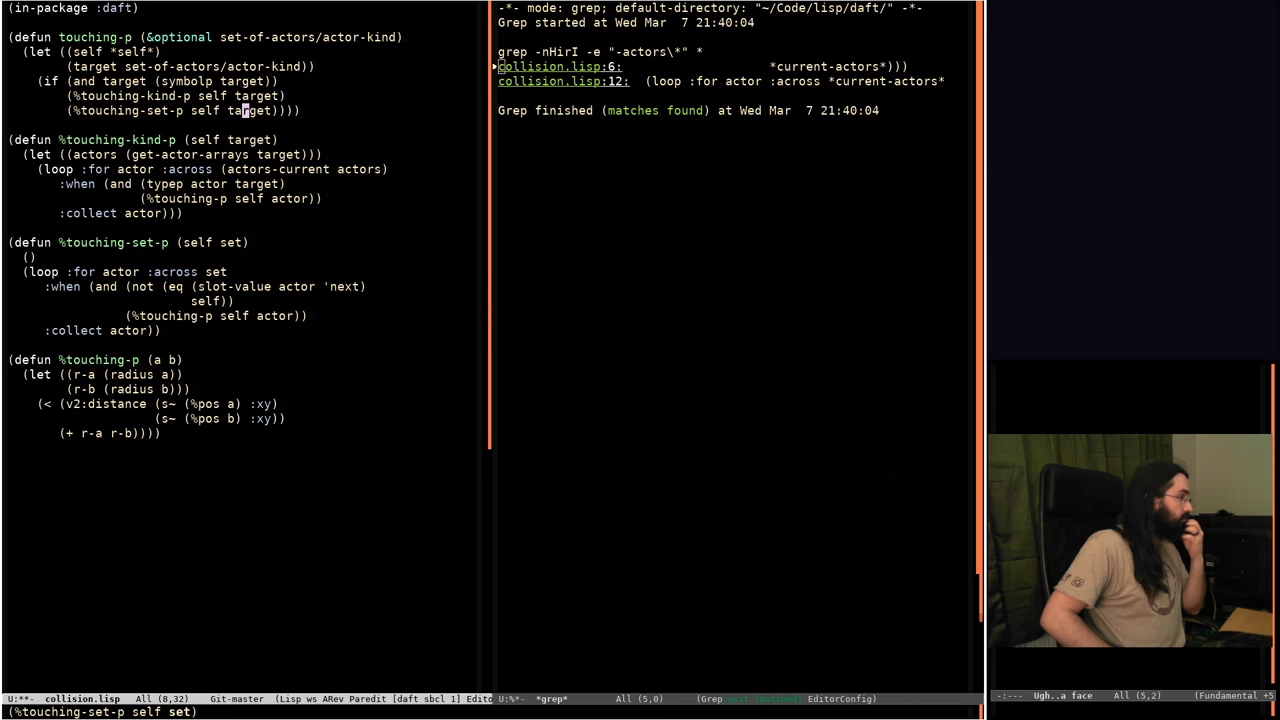 (in-package :daft)
(defun touching-p (&optional set-of-actors/actor-kind)
  (let ((self *self*)
        (target set-of-actors/actor-kind))
    (if (and target (symbolp target))
        (%touching-kind-p self target)
        (%touching-set-p self target))))
(defun %touching-kind-p (self target)
  (let ((actors (get-actor-arrays target)))
    (loop :for actor :across (actors-current actors)
       :when (and (typep actor target)
                  (%touching-p self actor))
       :collect actor)))
(defun %touching-set-p (self set)
  ()
  (loop :for actor :across set
     :when (and (not (eq (slot-value actor 'next)
                         self))
                (%touching-p self actor))
     :collect actor))
(defun %touching-p (a b)
  (let ((r-a (radius a))
        (r-b (radius b)))
    (< (v2:distance (s~ (%pos a) :xy)
                    (s~ (%pos b) :xy))
       (+ r-a r-b))))
U:**-  collision.lisp   All (8,32)   Git-master   (Lisp ws ARev Paredit [daft sbcl 1] Edito
(%touching-set-p self set)
-*- mode: grep; default-directory: "~/Code/lisp/daft/" -*-
Grep started at Wed Mar  7 21:40:04
grep -nHirI -e "-actors\*" *
collision.lisp:6:                    *current-actors*)))
collision.lisp:12:  (loop :for actor :across *current-actors*
Grep finished (matches found) at Wed Mar  7 21:40:04
U:%*-  *grep*       All (5,0)     (Grep:exit [matched] EditorConfig)
-:---  Ugh..a face   All (5,2)     (Fundamental +5